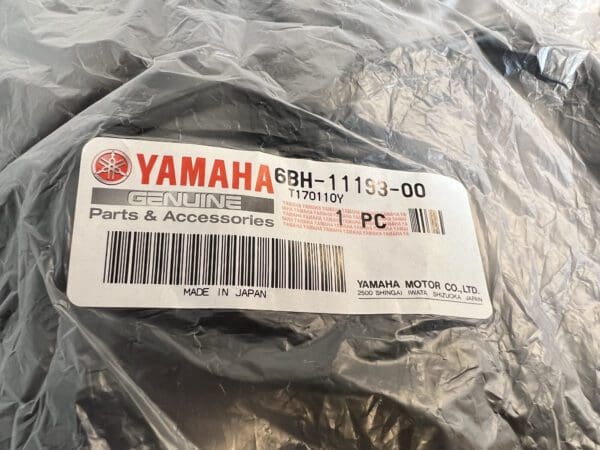 YAMAHA 6BH-11193-00
GENUINE T170110Y
Parts & Accessories 1 PC
MADE IN JAPAN
YAMAHA MOTOR CO.,LTD.
2500 SHINGAI IWATA SHIZUOKA JAPAN